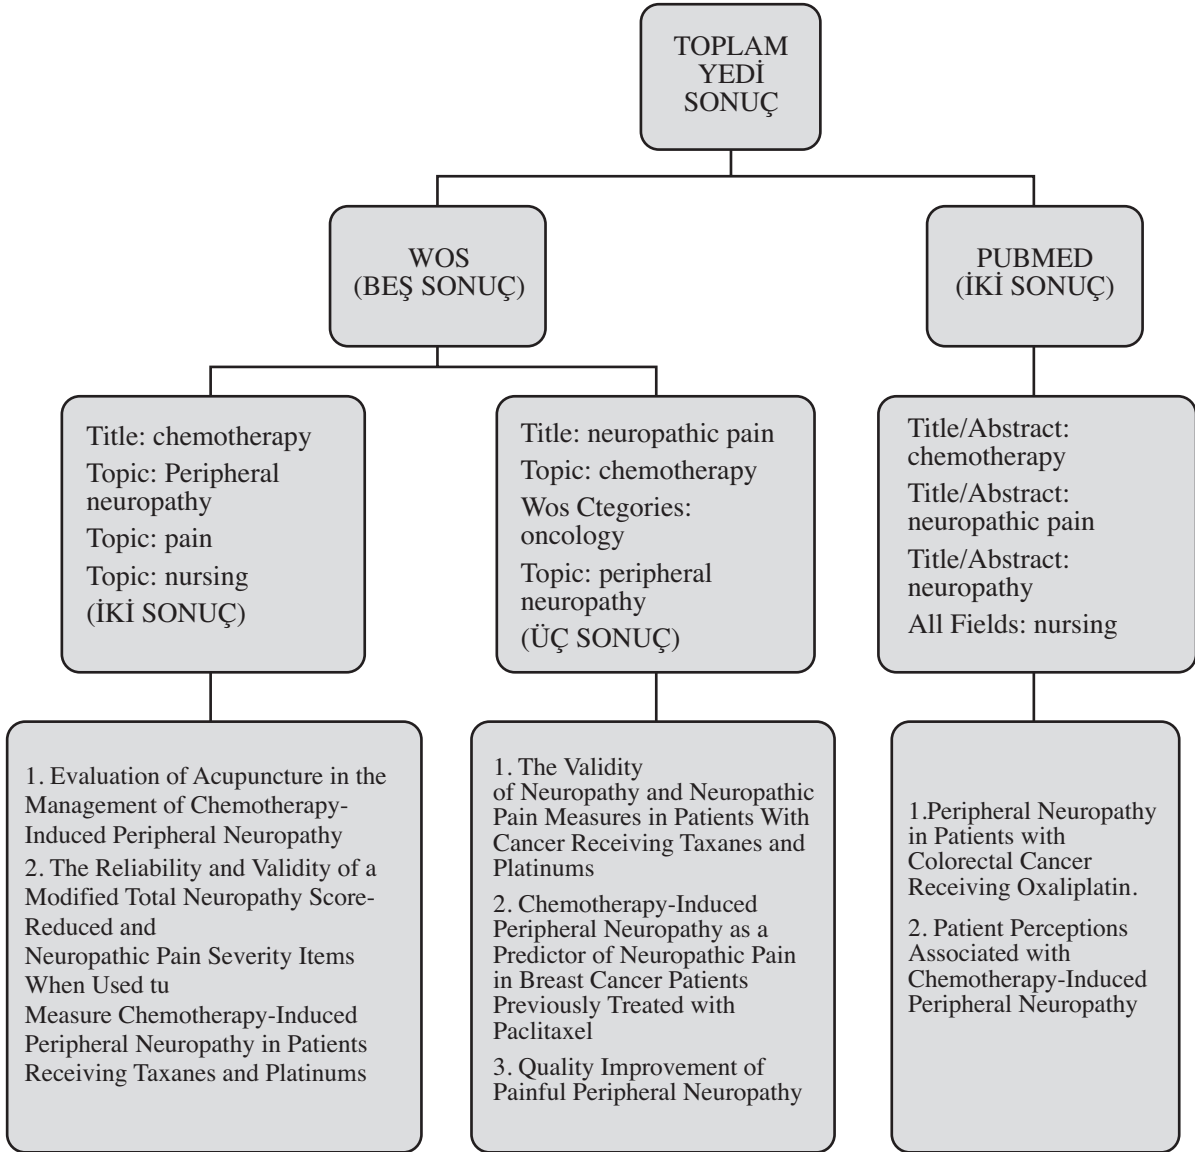 TOPLAM
YEDİ
SONUÇ
WOS
(BEŞ SONUÇ)
PUBMED
(İKİ SONUÇ)
Title: chemotherapy
Topic: Peripheral
neuropathy
Topic: pain
Topic: nursing
(İKİ SONUÇ)
Title: neuropathic pain
Topic: chemotherapy
Wos Ctegories:
oncology
Topic: peripheral
neuropathy
(ÜÇ SONUÇ)
Title/Abstract:
chemotherapy
Title/Abstract:
neuropathic pain
Title/Abstract:
neuropathy
All Fields: nursing
1. Evaluation of Acupuncture in the
Management of Chemotherapy-
Induced Peripheral Neuropathy
2. The Reliability and Validity of a
Modified Total Neuropathy Score-
Reduced and
Neuropathic Pain Severity Items
When Used tu
Measure Chemotherapy-Induced
Peripheral Neuropathy in Patients
Receiving Taxanes and Platinums
1. The Validity
of Neuropathy and Neuropathic
Pain Measures in Patients With
Cancer Receiving Taxanes and
Platinums
2. Chemotherapy-Induced
Peripheral Neuropathy as a
Predictor of Neuropathic Pain
in Breast Cancer Patients
Previously Treated with
Paclitaxel
3. Quality Improvement of
Painful Peripheral Neuropathy
1.Peripheral Neuropathy
in Patients with
Colorectal Cancer
Receiving Oxaliplatin.
2. Patient Perceptions
Associated with
Chemotherapy-Induced
Peripheral Neuropathy